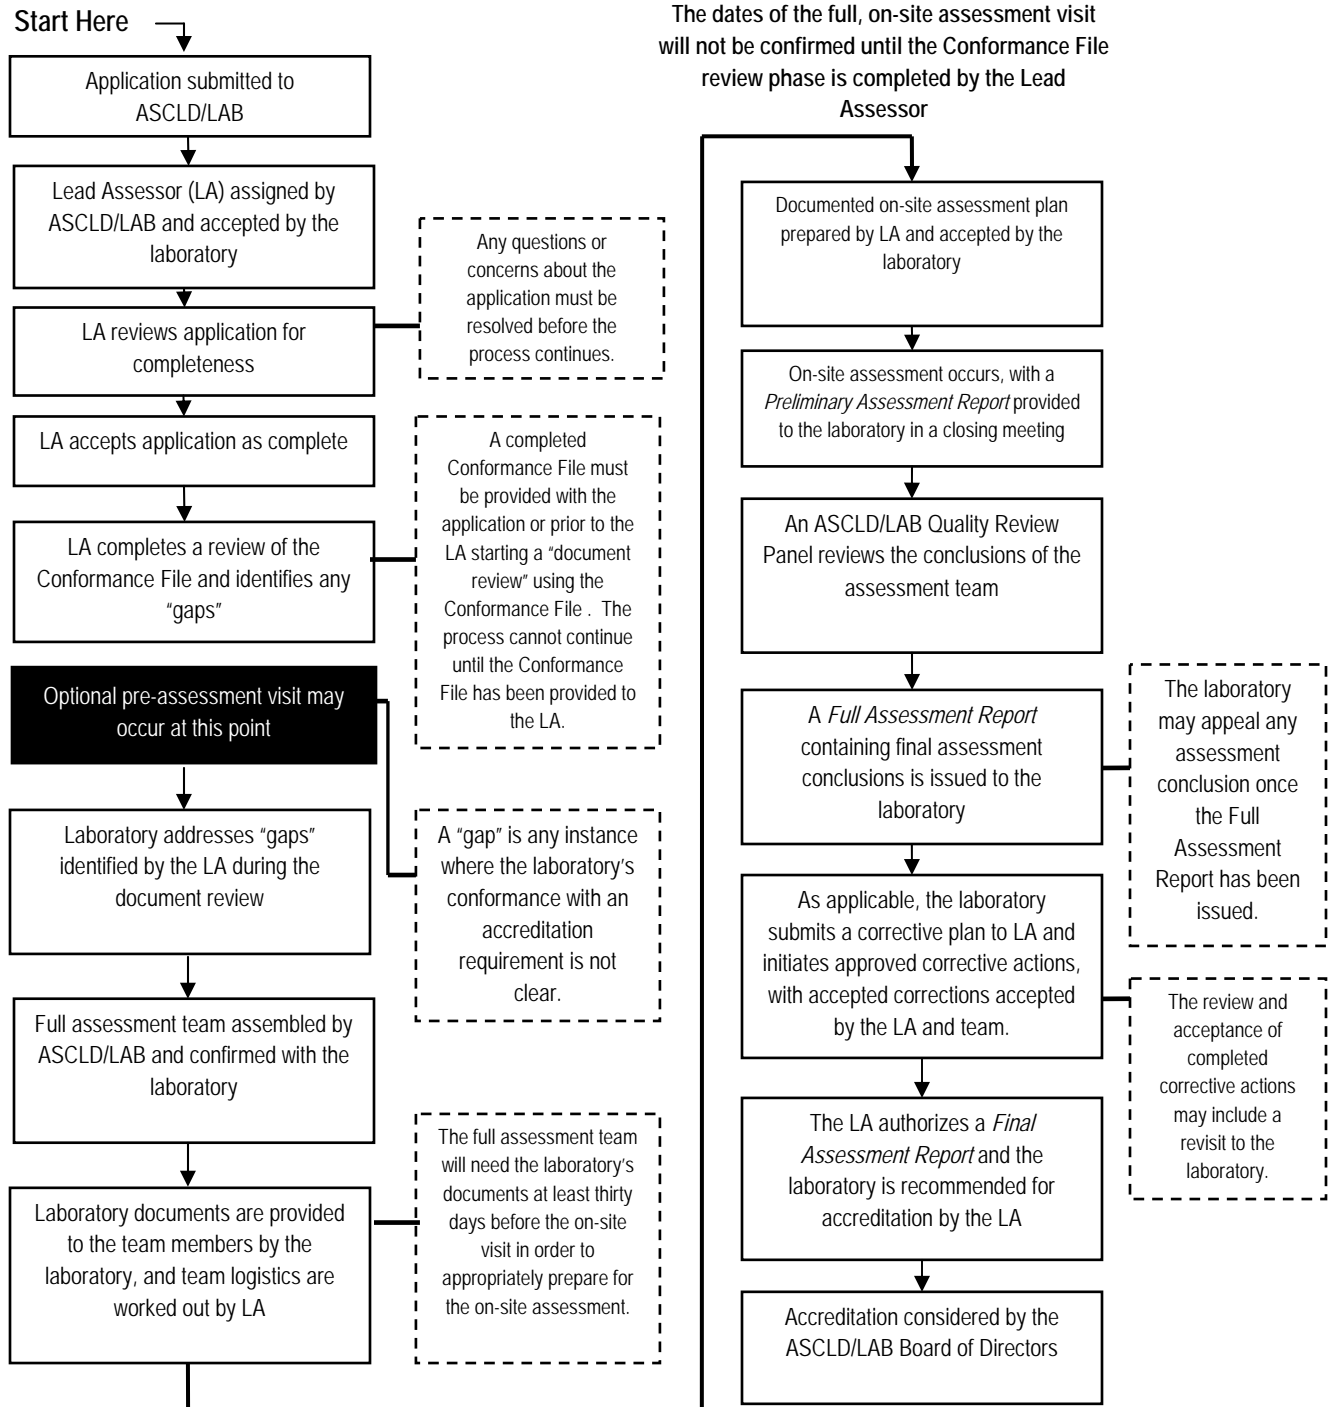 Start Here
Application submitted to
ASCLD/LAB
Lead Assessor (LA) assigned by
ASCLD/LAB and accepted by the
laboratory
LA reviews application for
completeness
Any questions or
concerns about the
application must be
resolved before the
process continues.
LA accepts application as complete
LA completes a review of the
Conformance File and identifies any
“gaps”
A completed
Conformance File must
be provided with the
application or prior to the
LA starting a “document
review” using the
Conformance File . The
process cannot continue
until the Conformance
File has been provided to
the LA.
Optional pre-assessment visit may
occur at this point
Laboratory addresses “gaps”
identified by the LA during the
document review
A “gap” is any instance
where the laboratory’s
conformance with an
accreditation
requirement is not
clear.
Full assessment team assembled by
ASCLD/LAB and confirmed with the
laboratory
Laboratory documents are provided
to the team members by the
laboratory, and team logistics are
worked out by LA
The full assessment team
will need the laboratory’s
documents at least thirty
days before the on-site
visit in order to
appropriately prepare for
the on-site assessment.
The dates of the full, on-site assessment visit
will not be confirmed until the Conformance File
review phase is completed by the Lead
Assessor
Documented on-site assessment plan
prepared by LA and accepted by the
laboratory
On-site assessment occurs, with a
Preliminary Assessment Report provided
to the laboratory in a closing meeting
An ASCLD/LAB Quality Review
Panel reviews the conclusions of the
assessment team
A Full Assessment Report
containing final assessment
conclusions is issued to the
laboratory
The laboratory
may appeal any
assessment
conclusion once
the Full
Assessment
Report has been
issued.
As applicable, the laboratory
submits a corrective plan to LA and
initiates approved corrective actions,
with accepted corrections accepted
by the LA and team.
The review and
acceptance of
completed
corrective actions
may include a
revisit to the
laboratory.
The LA authorizes a Final
Assessment Report and the
laboratory is recommended for
accreditation by the LA
Accreditation considered by the
ASCLD/LAB Board of Directors